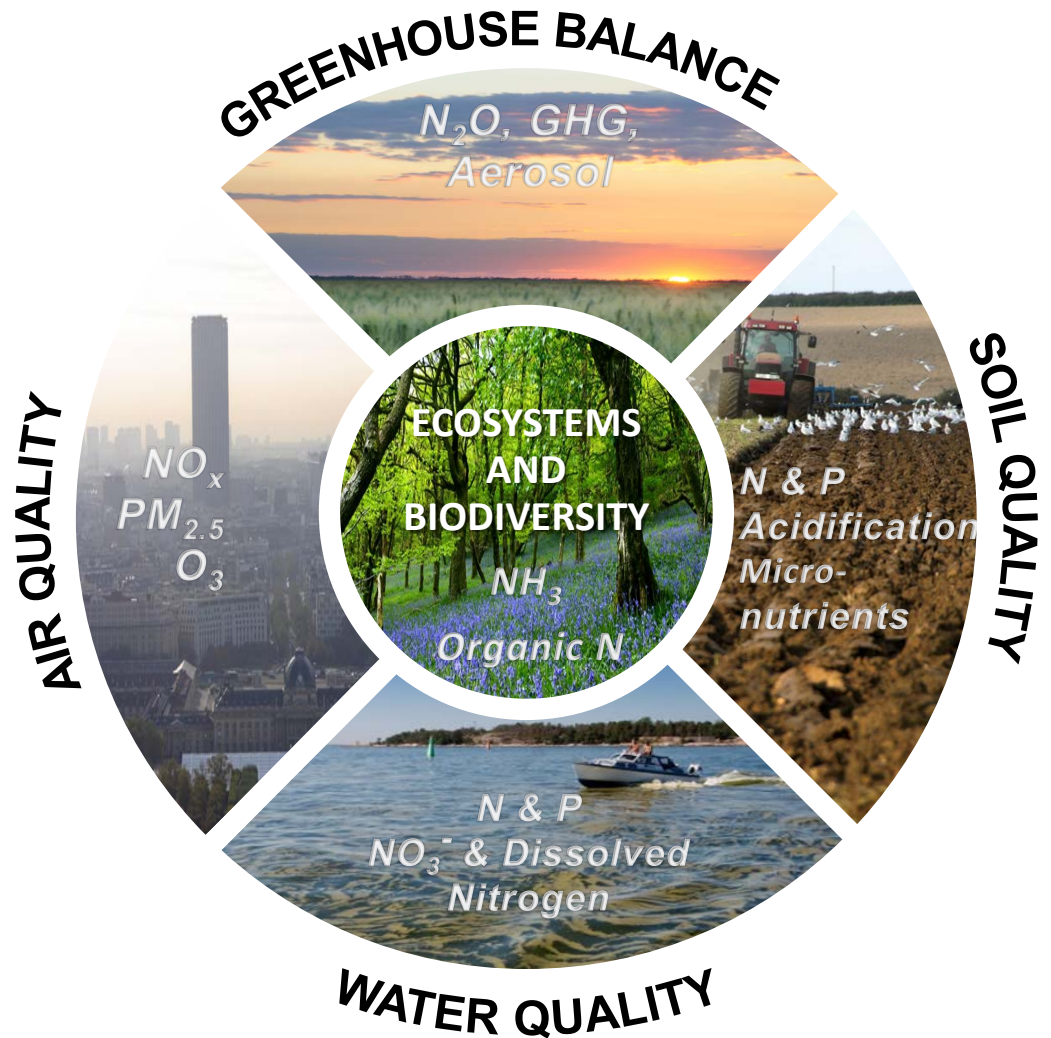 GREENHOUSE BALANCE
N₂O, GHG,
Aerosol
AIR QUALITY
NOₓ
PM₂.₅
O₃
ECOSYSTEMS
AND
BIODIVERSITY
NH₃
Organic N
SOIL QUALITY
N & P
Acidification
Micro-
nutrients
N & P
NO₃⁻ & Dissolved
Nitrogen
WATER QUALITY